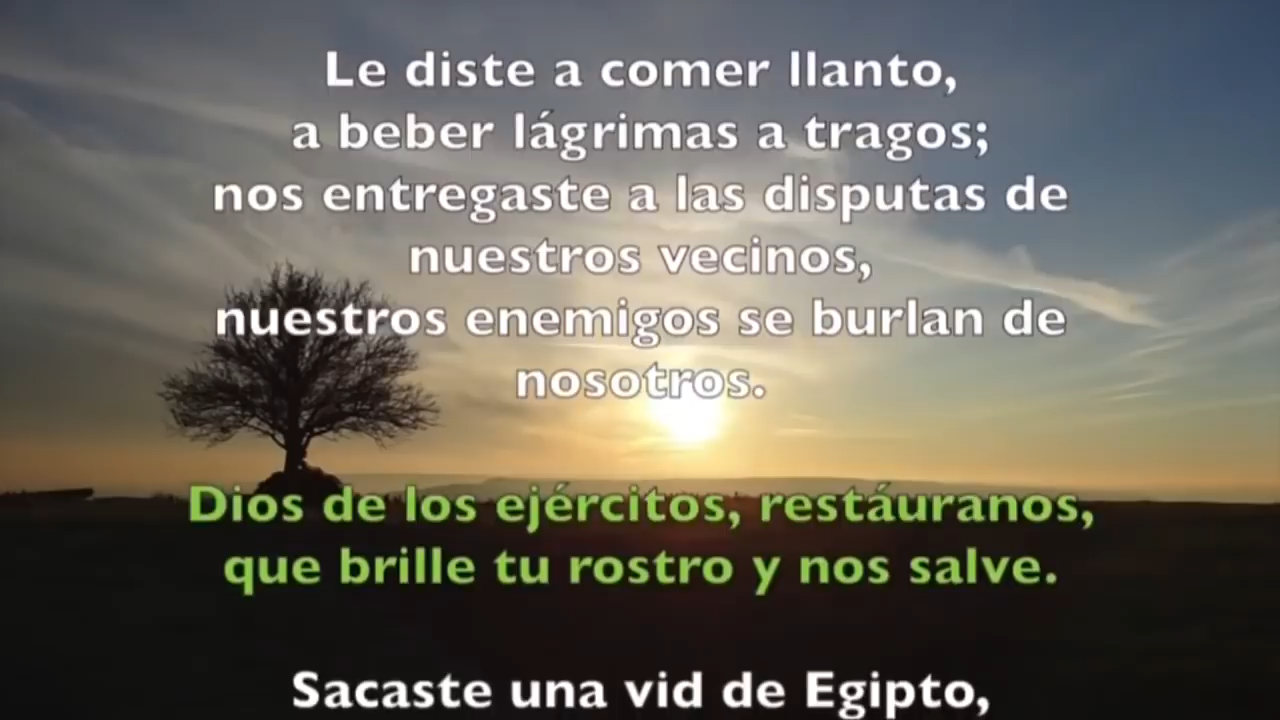 Le diste a comer llanto,
a beber lágrimas a tragos;
nos entregaste a las disputas de
nuestros vecinos,
nuestros enemigos se burlan de
nosotros.
Dios de los ejércitos, restáuranos,
que brille tu rostro y nos salve.
Sacaste una vid de Egipto,